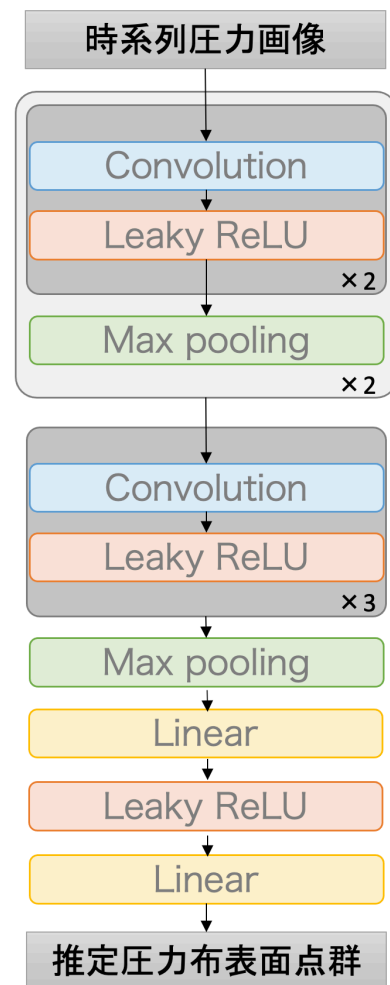 時系列圧力画像
Convolution
Leaky ReLU
×2
Max pooling
×2
Convolution
Leaky ReLU
×3
Max pooling
Linear
Leaky ReLU
Linear
推定圧力布表面点群